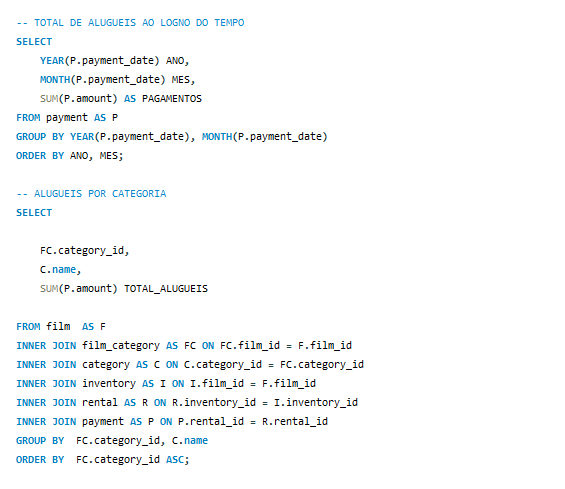 -- TOTAL DE ALUGUEIS AO LOGNO DO TEMPO
SELECT
    YEAR(P.payment_date) ANO,
    MONTH(P.payment_date) MES,
    SUM(P.amount) AS PAGAMENTOS
FROM payment AS P
GROUP BY YEAR(P.payment_date), MONTH(P.payment_date)
ORDER BY ANO, MES;
-- ALUGUEIS POR CATEGORIA
SELECT
    FC.category_id,
    C.name,
    SUM(P.amount) TOTAL_ALUGUEIS
FROM film  AS F
INNER JOIN film_category AS FC ON FC.film_id = F.film_id
INNER JOIN category AS C ON C.category_id = FC.category_id
INNER JOIN inventory AS I ON I.film_id = F.film_id
INNER JOIN rental AS R ON R.inventory_id = I.inventory_id
INNER JOIN payment AS P ON P.rental_id = R.rental_id
GROUP BY  FC.category_id, C.name
ORDER BY  FC.category_id ASC;